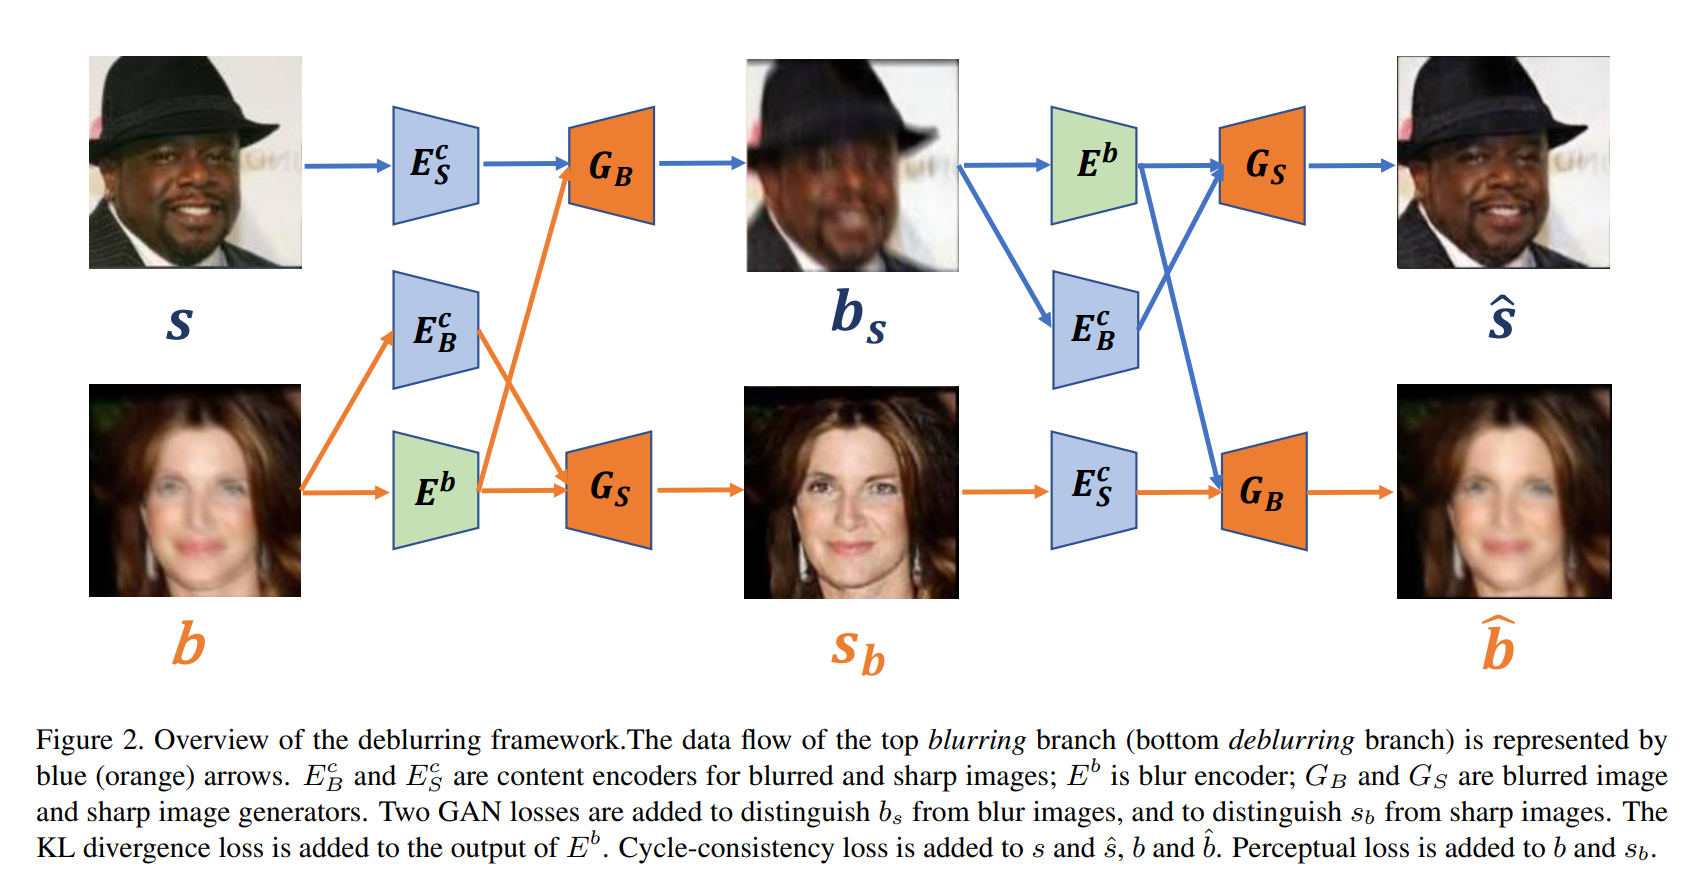 E_S^c G_B E^b G_S
s E_B^c b_s E_B^c ŝ
E^b G_S E_S^c G_B
b s_b b̂
Figure 2. Overview of the deblurring framework.The data flow of the top blurring branch (bottom deblurring branch) is represented by
blue (orange) arrows. E_B^c and E_S^c are content encoders for blurred and sharp images; E^b is blur encoder; G_B and G_S are blurred image
and sharp image generators. Two GAN losses are added to distinguish b_s from blur images, and to distinguish s_b from sharp images. The
KL divergence loss is added to the output of E^b. Cycle-consistency loss is added to s and ŝ, b and b̂. Perceptual loss is added to b and s_b.